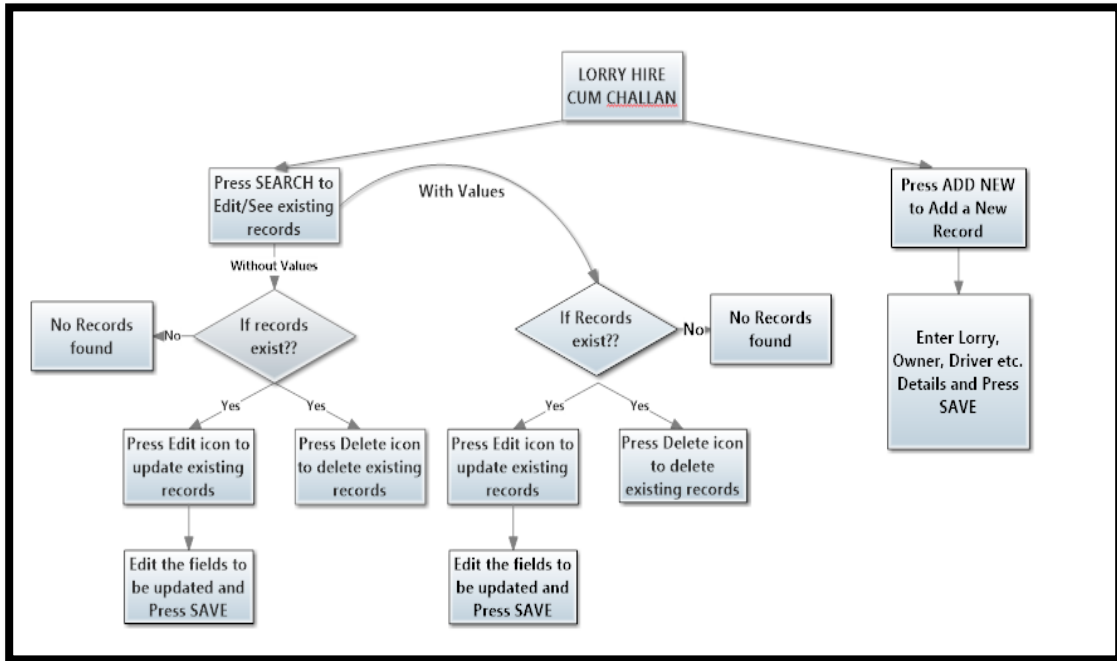 LORRY HIRE
CUM CHALLAN
Press SEARCH to
Edit/See existing
records
With Values
Press ADD NEW
to Add a New
Record
Without Values
No Records
found
No
If records
exist??
If Records
exist??
No
No Records
found
Enter Lorry,
Owner, Driver etc.
Details and Press
SAVE
Yes
Yes
Yes
Yes
Press Edit icon to
update existing
records
Press Delete icon
to delete existing
records
Press Edit icon to
update existing
records
Press Delete icon
to delete
existing records
Edit the fields to
be updated and
Press SAVE
Edit the fields to
be updated and
Press SAVE